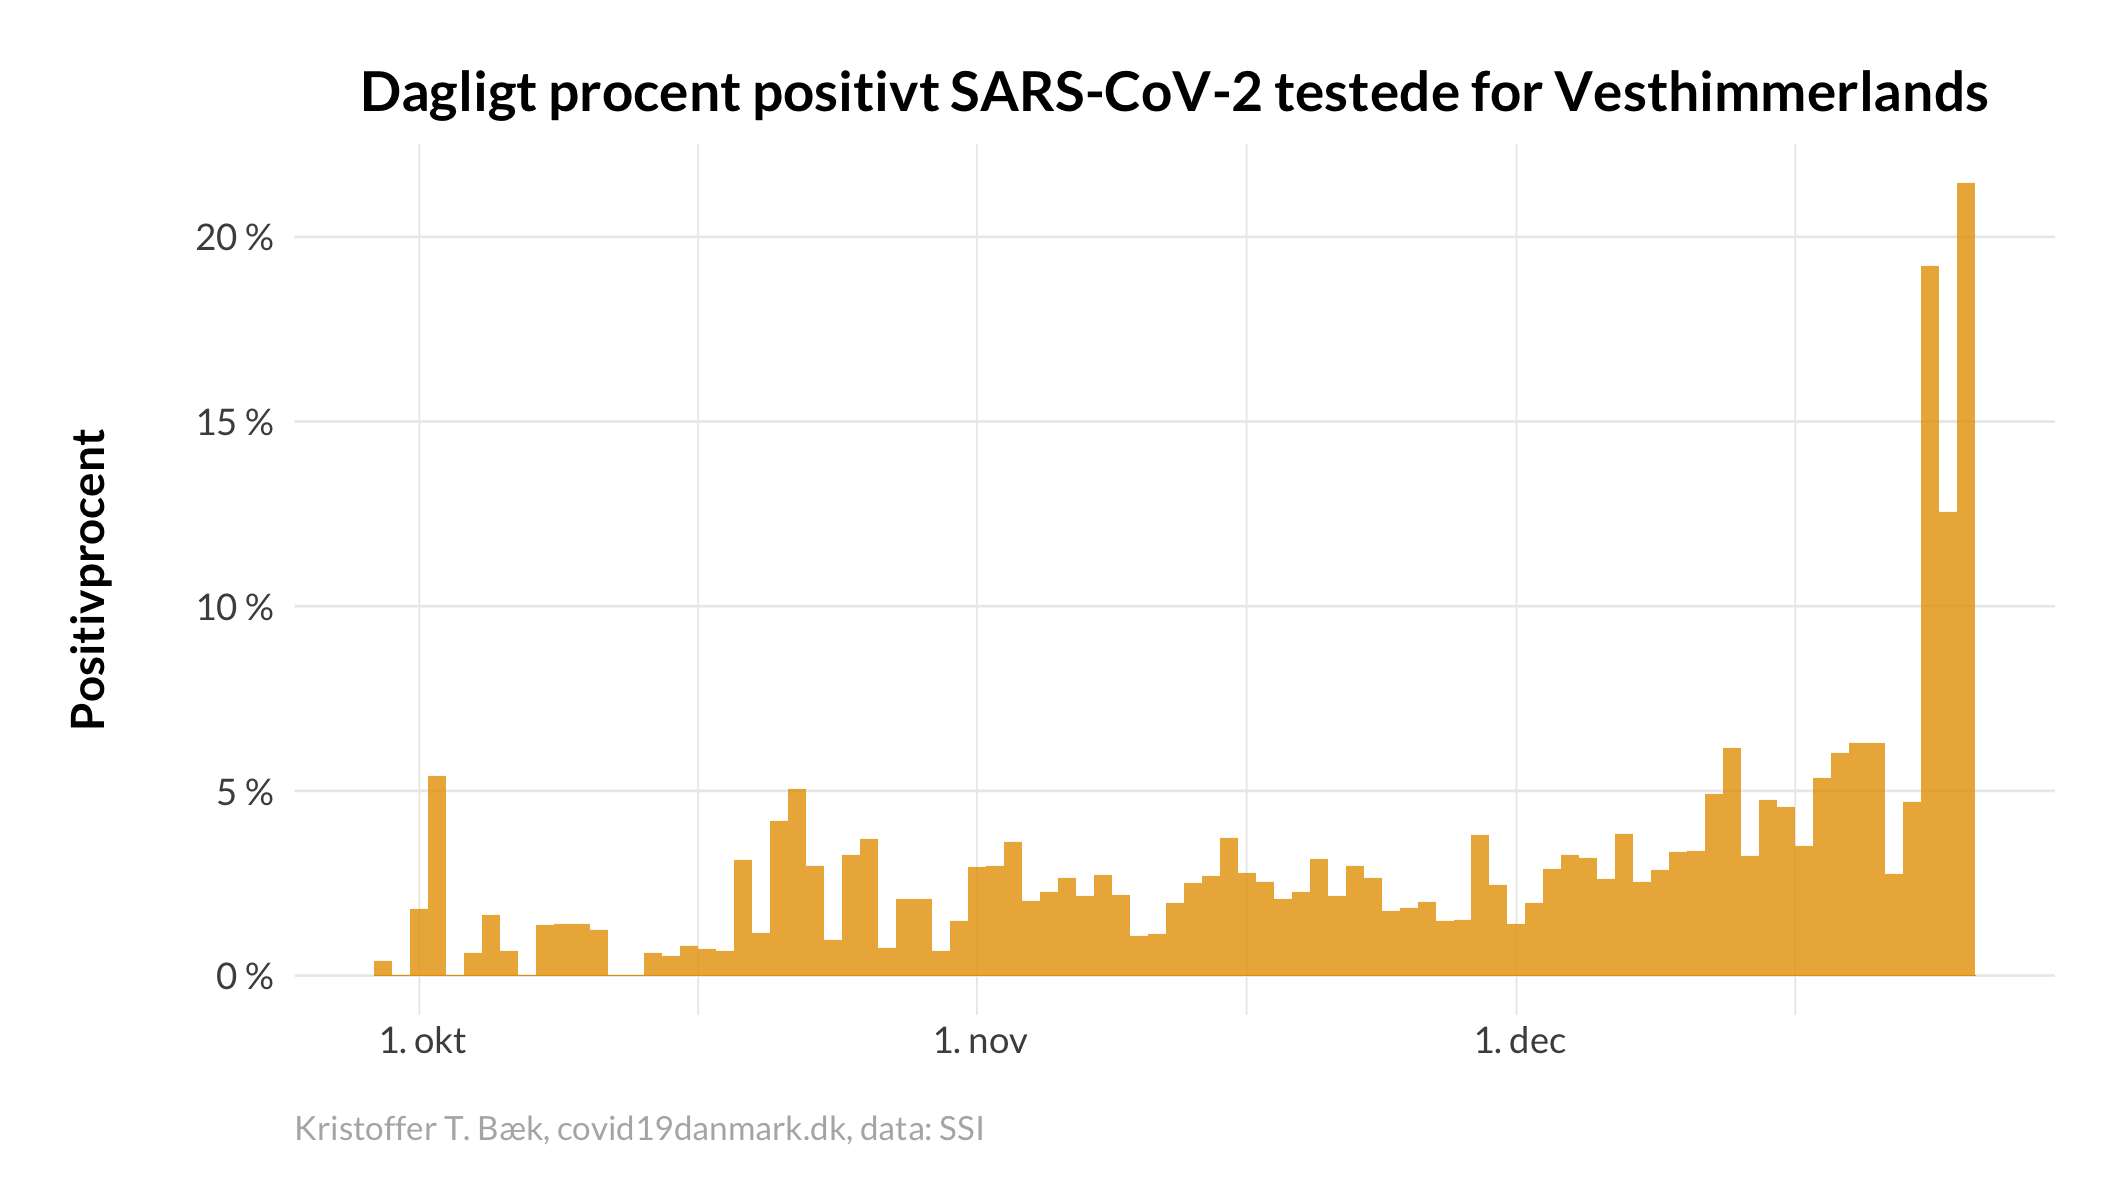 Dagligt procent positivt SARS-CoV-2 testede for Vesthimmerlands
Positivprocent
20 %
15 %
10 %
5 %
0 %
1. okt
1. nov
1. dec
Kristoffer T. Bæk, covid19danmark.dk, data: SSI